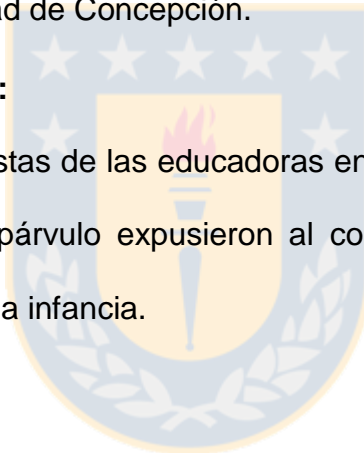 ad de Concepción.
:
stas de las educadoras en
párvulo expusieron al co
a infancia.